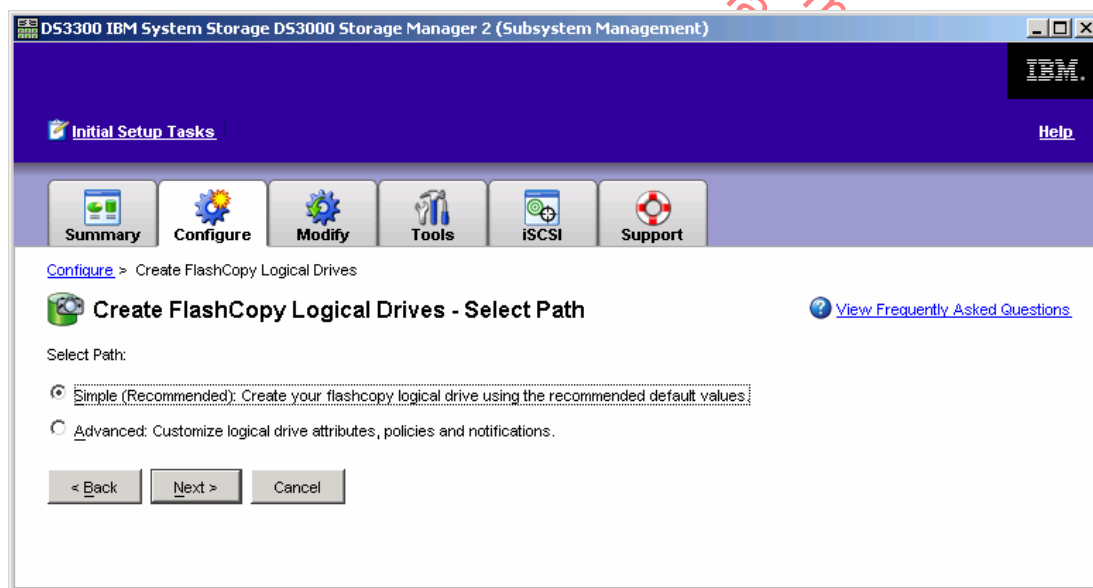 DS3300 IBM System Storage DS3000 Storage Manager 2 (Subsystem Management)
IBM.
Initial Setup Tasks
Help
Summary
Configure
Modify
Tools
iSCSI
Support
Configure > Create FlashCopy Logical Drives
Create FlashCopy Logical Drives - Select Path
View Frequently Asked Questions
Select Path:
Simple (Recommended): Create your flashcopy logical drive using the recommended default values.
Advanced: Customize logical drive attributes, policies and notifications.
< Back
Next >
Cancel